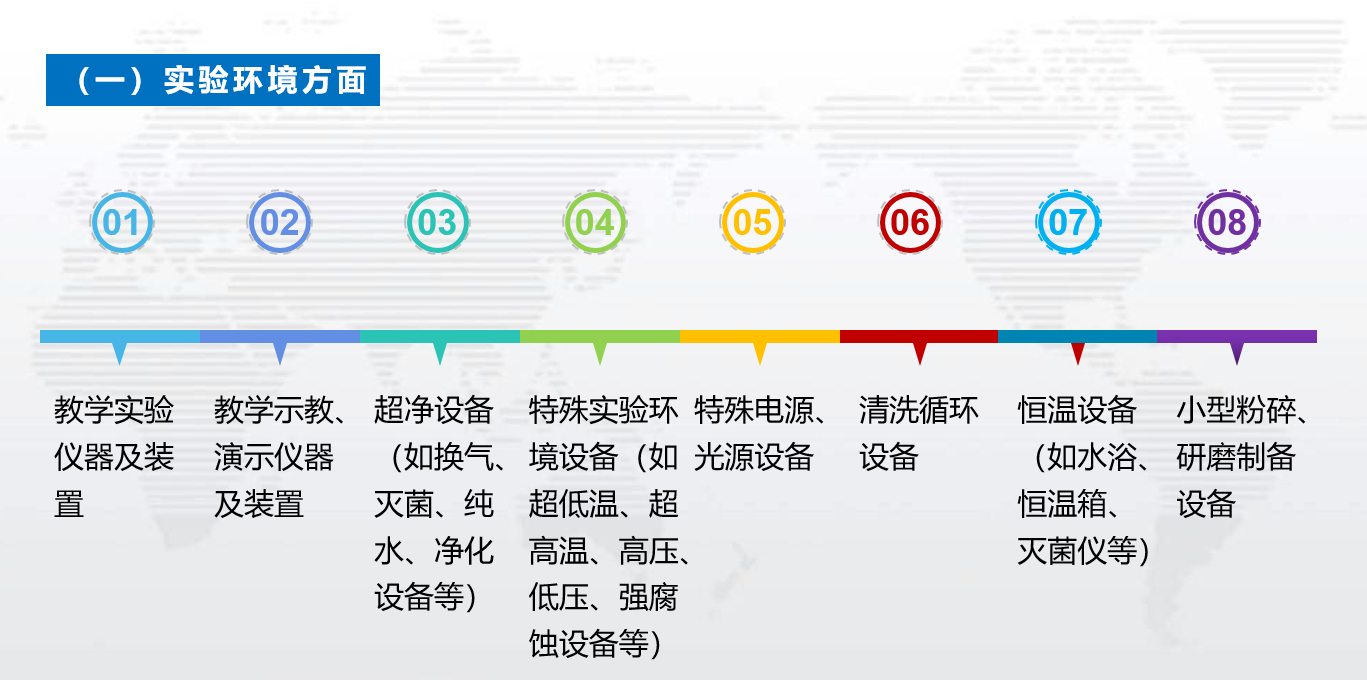 （一）实验环境方面
01
02
03
04
05
06
07
08
教学实验
仪器及装
置
教学示教、
演示仪器
及装置
超净设备
（如换气、
灭菌、纯
水、净化
设备等）
特殊实验环
境设备（如
超低温、超
高温、高压、
低压、强腐
蚀设备等）
特殊电源、
光源设备
清洗循环
设备
恒温设备
（如水浴、
恒温箱、
灭菌仪等）
小型粉碎、
研磨制备
设备